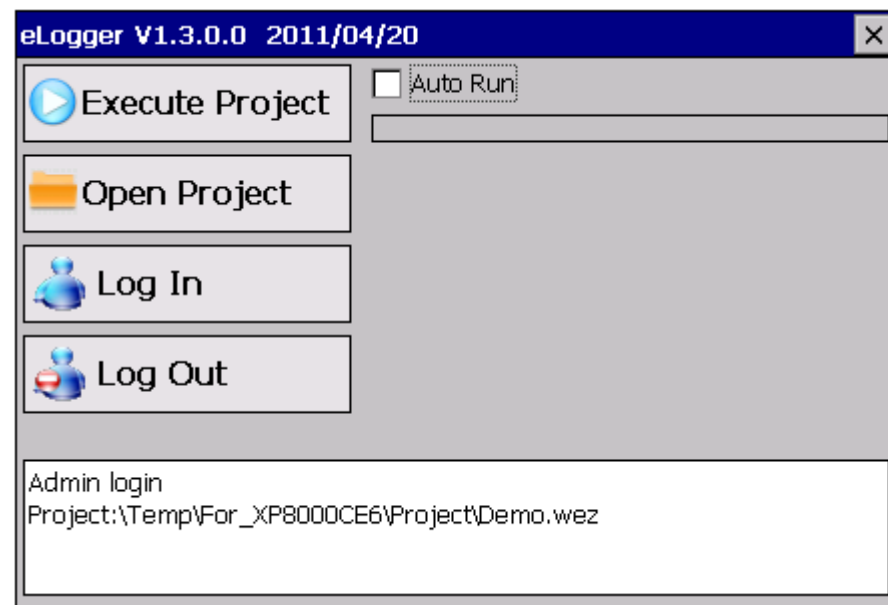 eLogger V1.3.0.0 2011/04/20
Execute Project
Auto Run
Open Project
Log In
Log Out
Admin login
Project:\Temp\For_XP8000CE6\Project\Demo.wez